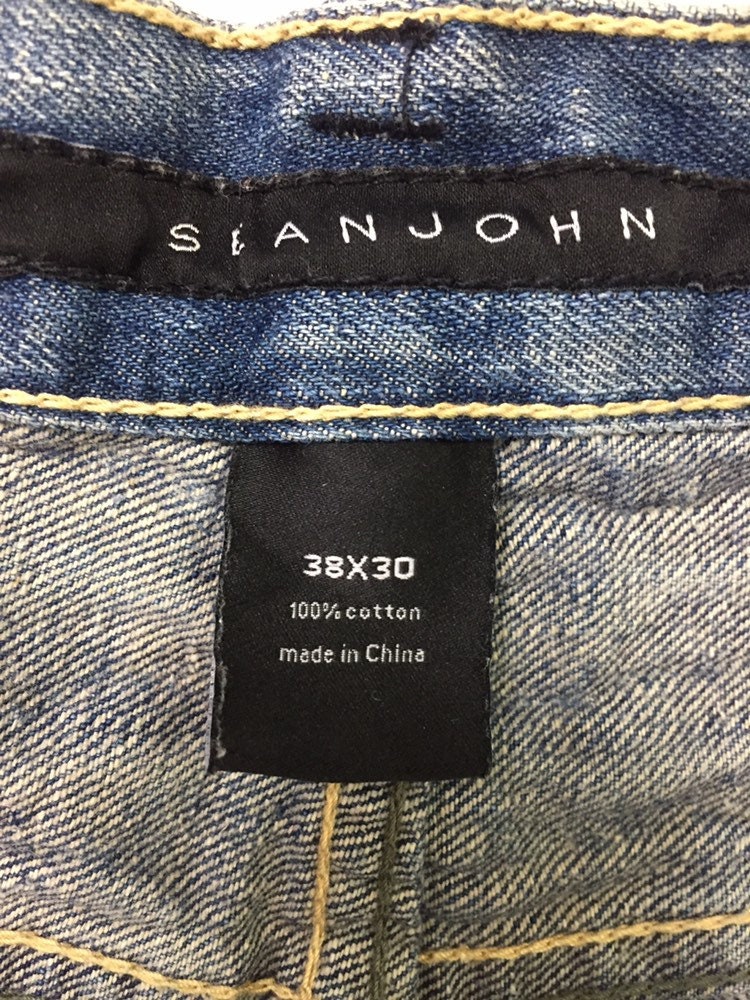 SEANJOHN
38X30
100% cotton
made in China